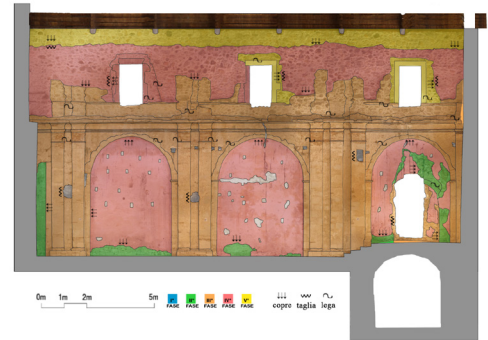 0m 1m 2m 5m
I° II° III° IV° V°
FASE FASE FASE FASE FASE
copre taglia lega